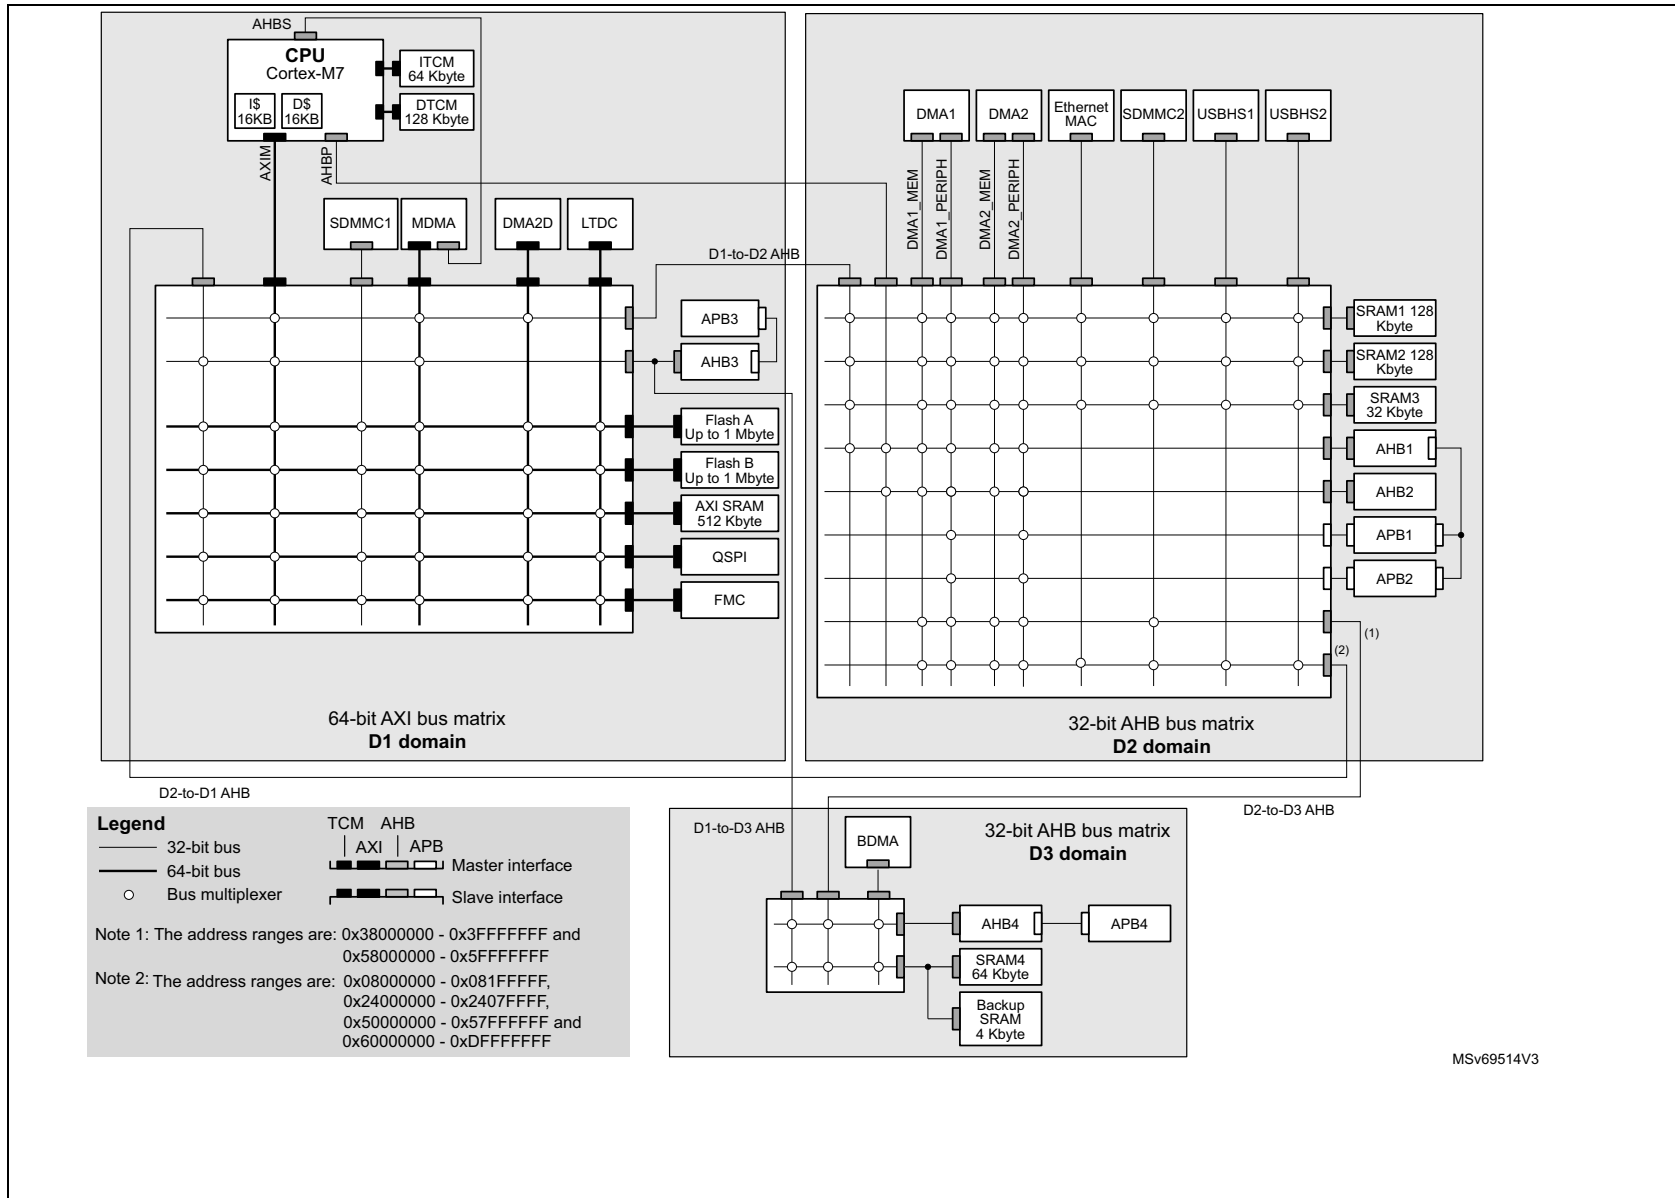 AHBS
CPU
Cortex-M7
I$
16KB
D$
16KB
ITCM
64 Kbyte
DTCM
128 Kbyte
AXIM
AHBP
SDMMC1
MDMA
DMA2D
LTDC
D1-to-D2 AHB
APB3
AHB3
Flash A
Up to 1 Mbyte
Flash B
Up to 1 Mbyte
AXI SRAM
512 Kbyte
QSPI
FMC
64-bit AXI bus matrix
D1 domain
DMA1
DMA2
Ethernet
MAC
SDMMC2
USBHS1
USBHS2
DMA1_MEM
DMA1_PERIPH
DMA2_MEM
DMA2_PERIPH
SRAM1 128
Kbyte
SRAM2 128
Kbyte
SRAM3
32 Kbyte
AHB1
AHB2
APB1
APB2
(1)
(2)
32-bit AHB bus matrix
D2 domain
D2-to-D1 AHB
D2-to-D3 AHB
D1-to-D3 AHB
BDMA
32-bit AHB bus matrix
D3 domain
AHB4
APB4
SRAM4
64 Kbyte
Backup
SRAM
4 Kbyte
Legend
32-bit bus
64-bit bus
Bus multiplexer
TCM AHB
AXI APB
Master interface
Slave interface
Note 1: The address ranges are: 0x38000000 - 0x3FFFFFFF and
0x58000000 - 0x5FFFFFFF
Note 2: The address ranges are: 0x08000000 - 0x081FFFFF,
0x24000000 - 0x2407FFFF,
0x50000000 - 0x57FFFFFF and
0x60000000 - 0xDFFFFFFF
MSv69514V3